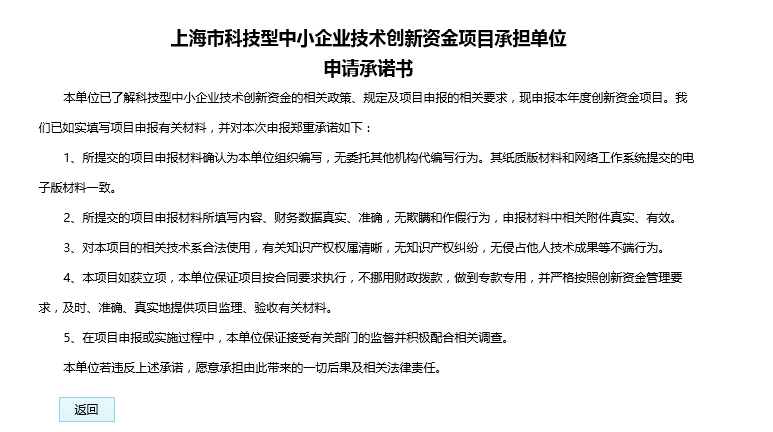 上海市科技型中小企业技术创新资金项目承担单位
申请承诺书
本单位已了解科技型中小企业技术创新资金的相关政策、规定及项目申报的相关要求，现申报本年度创新资金项目。我
们已如实填写项目申报有关材料，并对本次申报郑重承诺如下：
1、所提交的项目申报材料确认为本单位组织编写，无委托其他机构代编写行为。其纸质版材料和网络工作系统提交的电
子版材料一致。
2、所提交的项目申报材料所填写内容、财务数据真实、准确，无欺瞒和作假行为，申报材料中相关附件真实、有效。
3、对本项目的相关技术系合法使用，有关知识产权权属清晰，无知识产权纠纷，无侵占他人技术成果等不端行为。
4、本项目如获立项，本单位保证项目按合同要求执行，不挪用财政拨款，做到专款专用，并严格按照创新资金管理要
求，及时、准确、真实地提供项目监理、验收有关材料。
5、在项目申报或实施过程中，本单位保证接受有关部门的监督并积极配合相关调查。
本单位若违反上述承诺，愿意承担由此带来的一切后果及相关法律责任。
返回